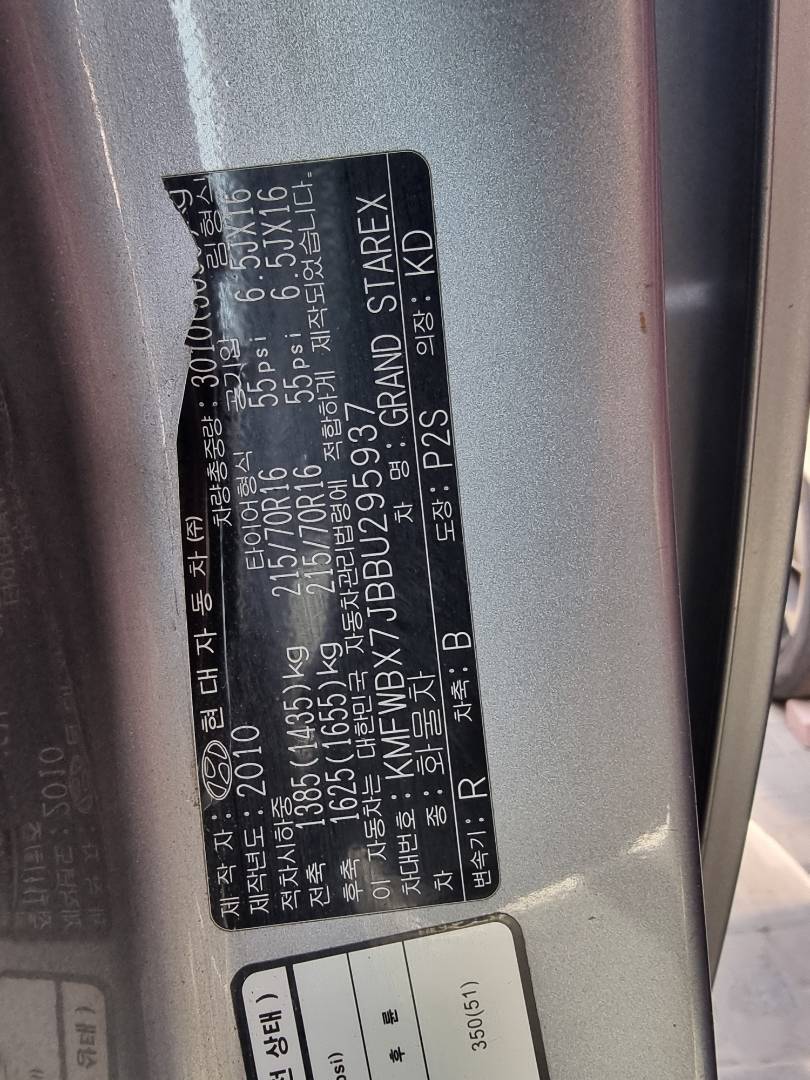 제 작 자 : 현 대 자 동 차 (주)
제작년도 : 2010 차량총중량 : 3010
적차시하중 타이어형식 공기압 림형식
전축 1385(1435)kg 215/70R16 55psi 6.5JX16
후축 1625(1655)kg 215/70R16 55psi 6.5JX16
이 자동차는 대한민국 자동차관리법령에 적합하게 제작되었습니다.
차대번호 : KMFWBX7JBBU295937
차 종 : 화물차 차 명 : GRAND STAREX
변속기 : R 차축 : B 도장 : P2S 의장 : KD
상태 )
psi)
후 륜
350(51)